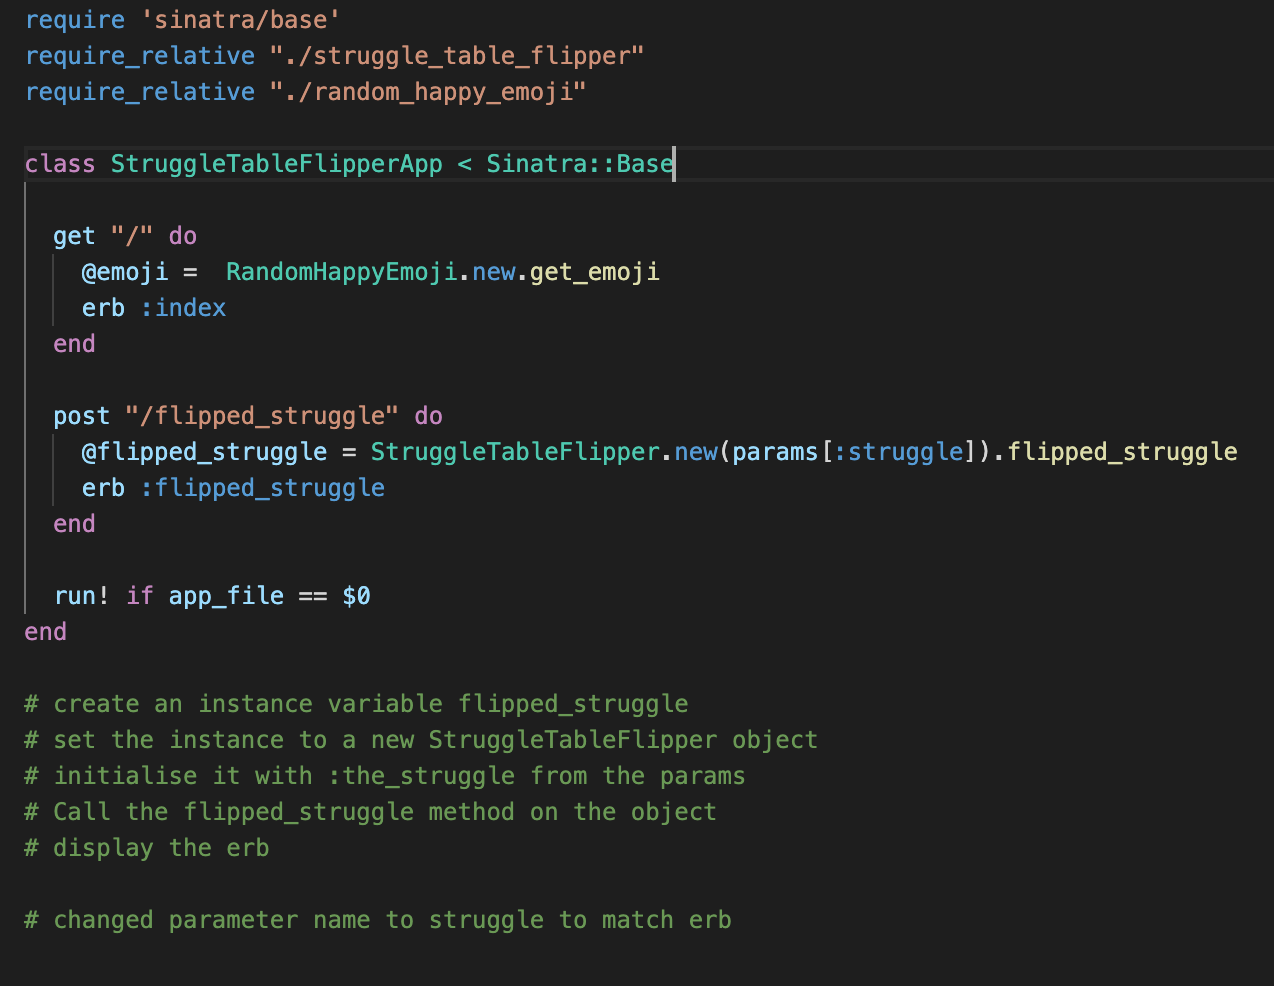 require 'sinatra/base'
require_relative "./struggle_table_flipper"
require_relative "./random_happy_emoji"

class StruggleTableFlipperApp < Sinatra::Base

  get "/" do
    @emoji =  RandomHappyEmoji.new.get_emoji
    erb :index
  end

  post "/flipped_struggle" do
    @flipped_struggle = StruggleTableFlipper.new(params[:struggle]).flipped_struggle
    erb :flipped_struggle
  end

  run! if app_file == $0
end

# create an instance variable flipped_struggle
# set the instance to a new StruggleTableFlipper object
# initialise it with :the_struggle from the params
# Call the flipped_struggle method on the object
# display the erb

# changed parameter name to struggle to match erb